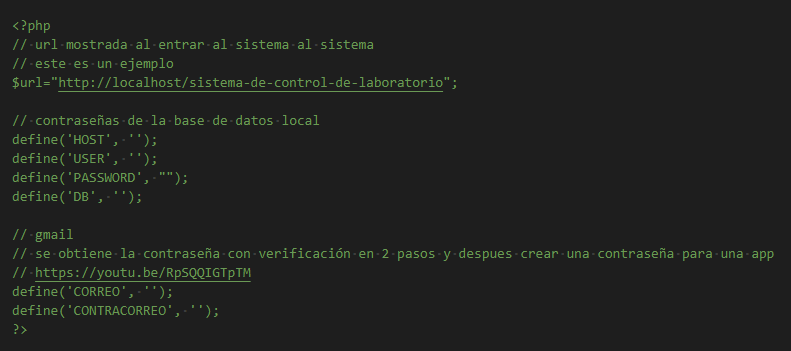 <?php
// url mostrada al entrar al sistema al sistema
// este es un ejemplo
$url="http://localhost/sistema-de-control-de-laboratorio";
// contraseñas de la base de datos local
define('HOST', '');
define('USER', '');
define('PASSWORD', "");
define('DB', '');
// gmail
// se obtiene la contraseña con verificación en 2 pasos y despues crear una contraseña para una app
// https://youtu.be/RpSQQIGTpTM
define('CORREO', '');
define('CONTRACORREO', '');
?>